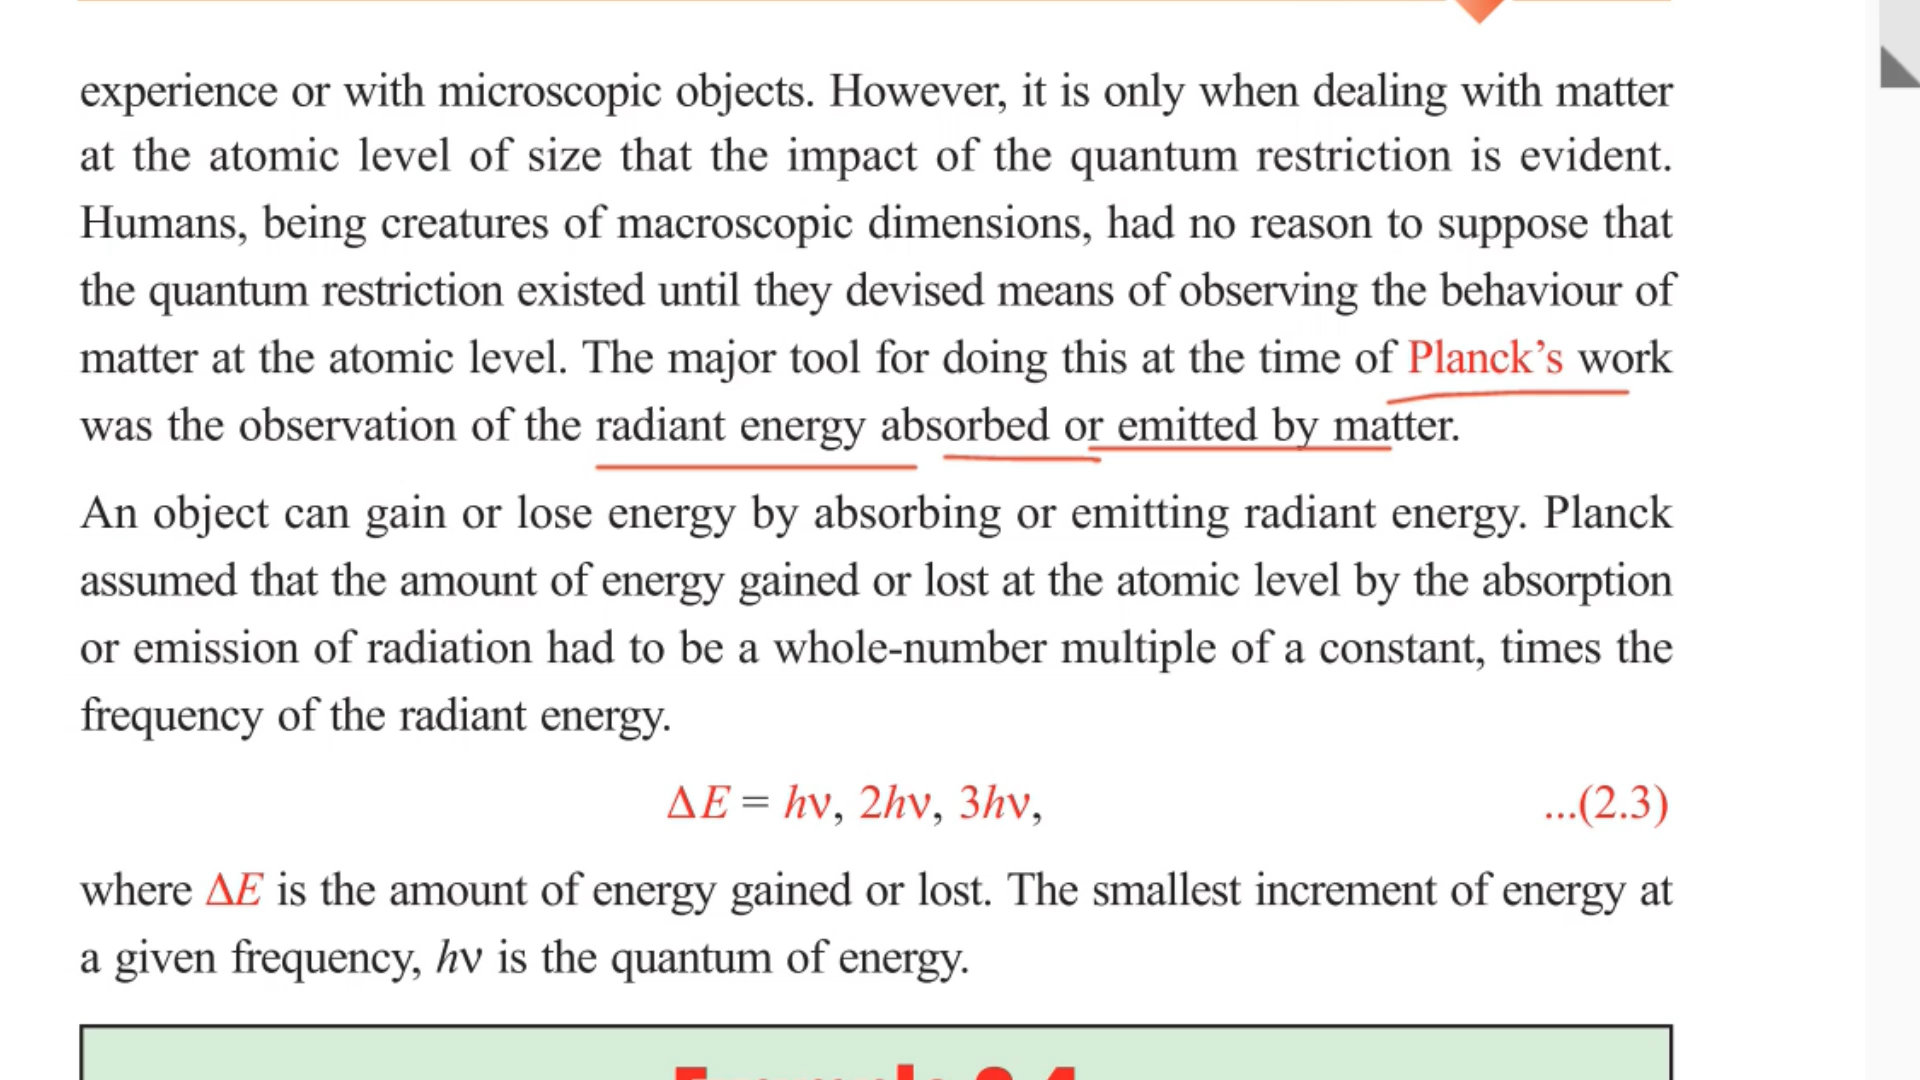 experience or with microscopic objects. However, it is only when dealing with matter
at the atomic level of size that the impact of the quantum restriction is evident.
Humans, being creatures of macroscopic dimensions, had no reason to suppose that
the quantum restriction existed until they devised means of observing the behaviour of
matter at the atomic level. The major tool for doing this at the time of Planck’s work
was the observation of the radiant energy absorbed or emitted by matter.
An object can gain or lose energy by absorbing or emitting radiant energy. Planck
assumed that the amount of energy gained or lost at the atomic level by the absorption
or emission of radiation had to be a whole-number multiple of a constant, times the
frequency of the radiant energy.
ΔE = hν, 2hν, 3hν, ...(2.3)
where ΔE is the amount of energy gained or lost. The smallest increment of energy at
a given frequency, hν is the quantum of energy.